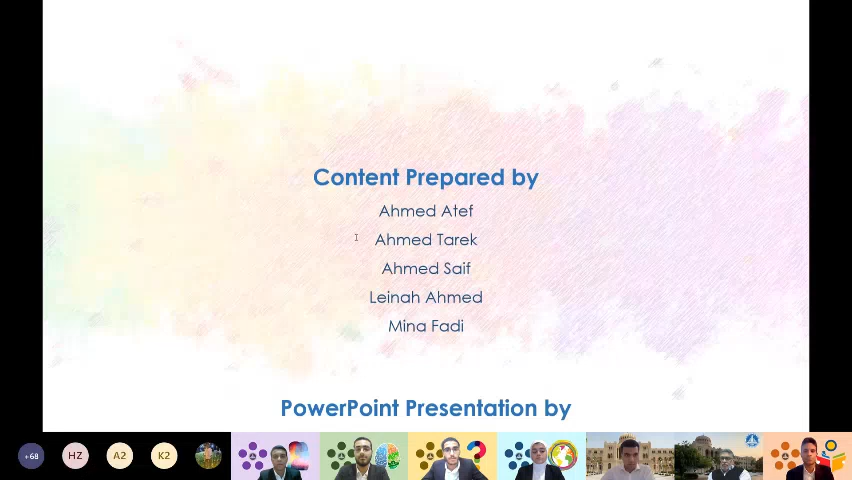 Content Prepared by
Ahmed Atef
Ahmed Tarek
Ahmed Saif
Leinah Ahmed
Mina Fadi
PowerPoint Presentation by
+68
HZ
A2
K2